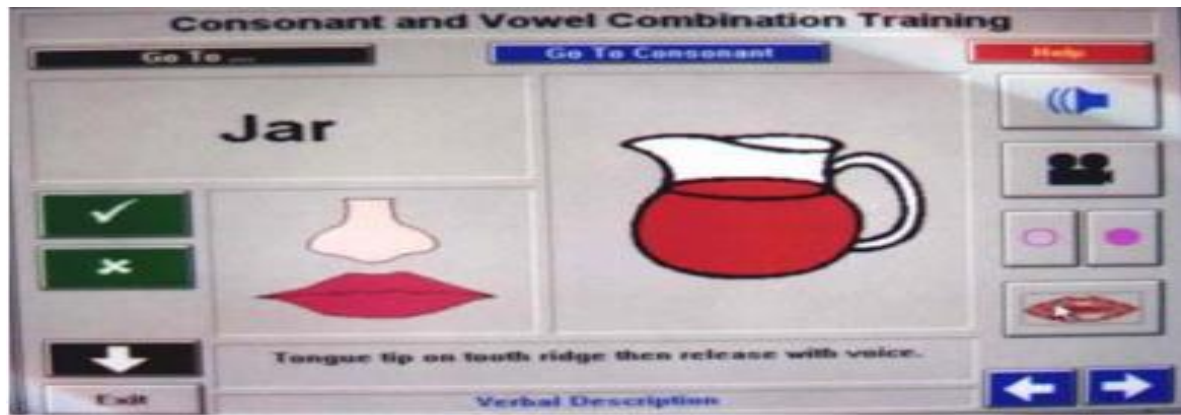 Consonant and Vowel Combination Training
Go To ...
Go To Consonant
Help
Jar
Tongue tip on tooth ridge then release with voice.
Exit
Verbal Description